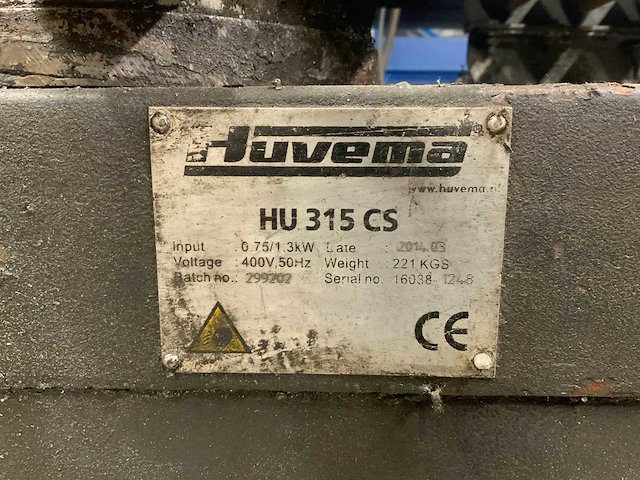 Huvema®
www.huvema.nl
HU 315 CS
Input : 0.75/1.3kW Date : 2014.03
Voltage : 400V,50Hz Weight : 221 KGS
Batch no.: 299202 Serial no. 16038-1248
CE